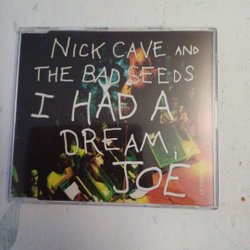 NICK CAVE AND
THE BAD SEEDS
I HAD A
DREAM,
JOE